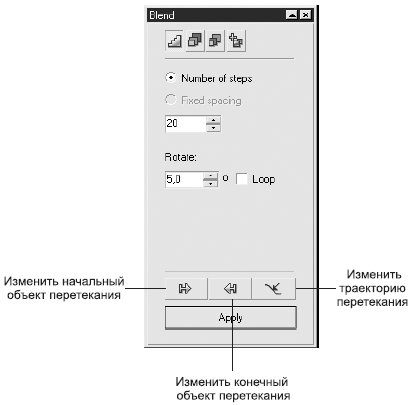 Blend
Number of steps
Fixed spacing
20
Rotate:
5,0 o Loop
Изменить начальный
объект перетекания
Изменить
траекторию
перетекания
Apply
Изменить конечный
объект перетекания